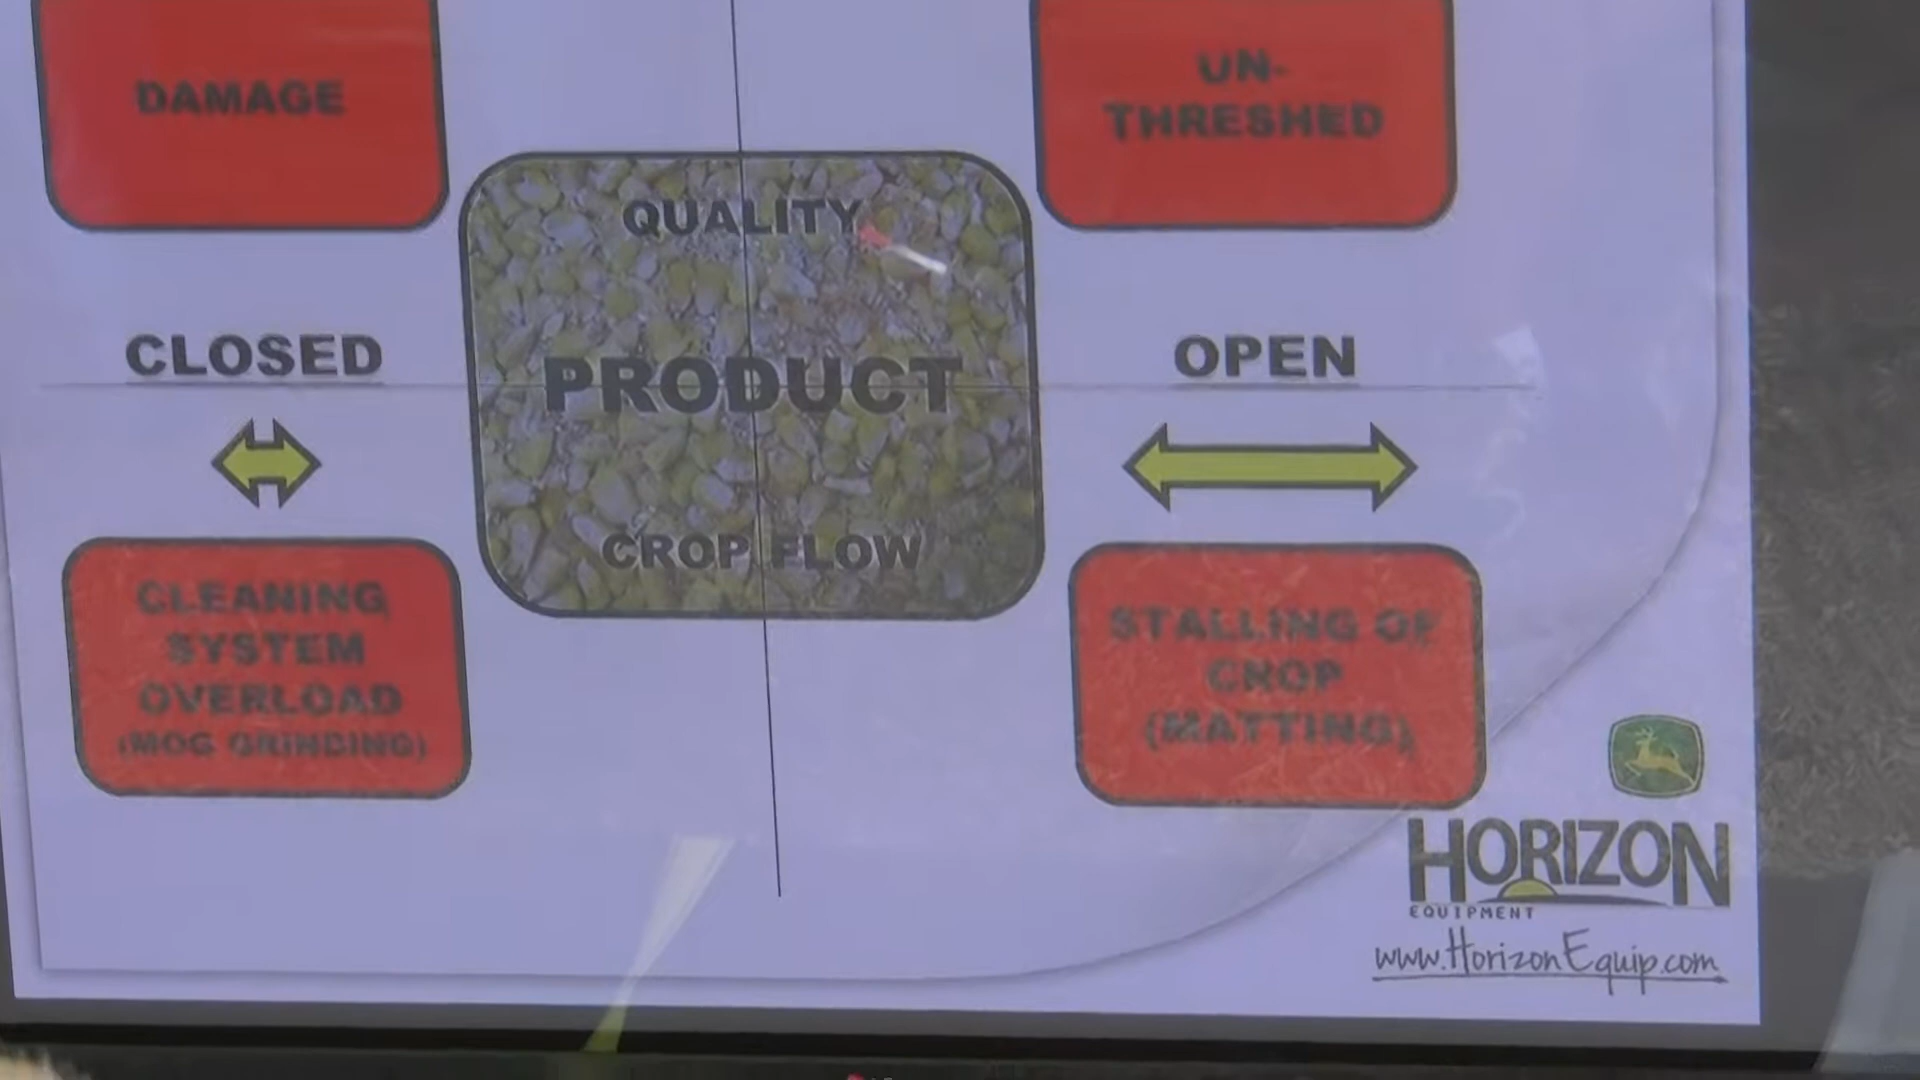 DAMAGE
UN-
THRESHED
QUALITY
CLOSED
PRODUCT
OPEN
CROP FLOW
CLEANING
SYSTEM
OVERLOAD
(MOG GRINDING)
STALLING OF
CROP
(MATTING)
HORIZON
EQUIPMENT
www.HorizonEquip.com